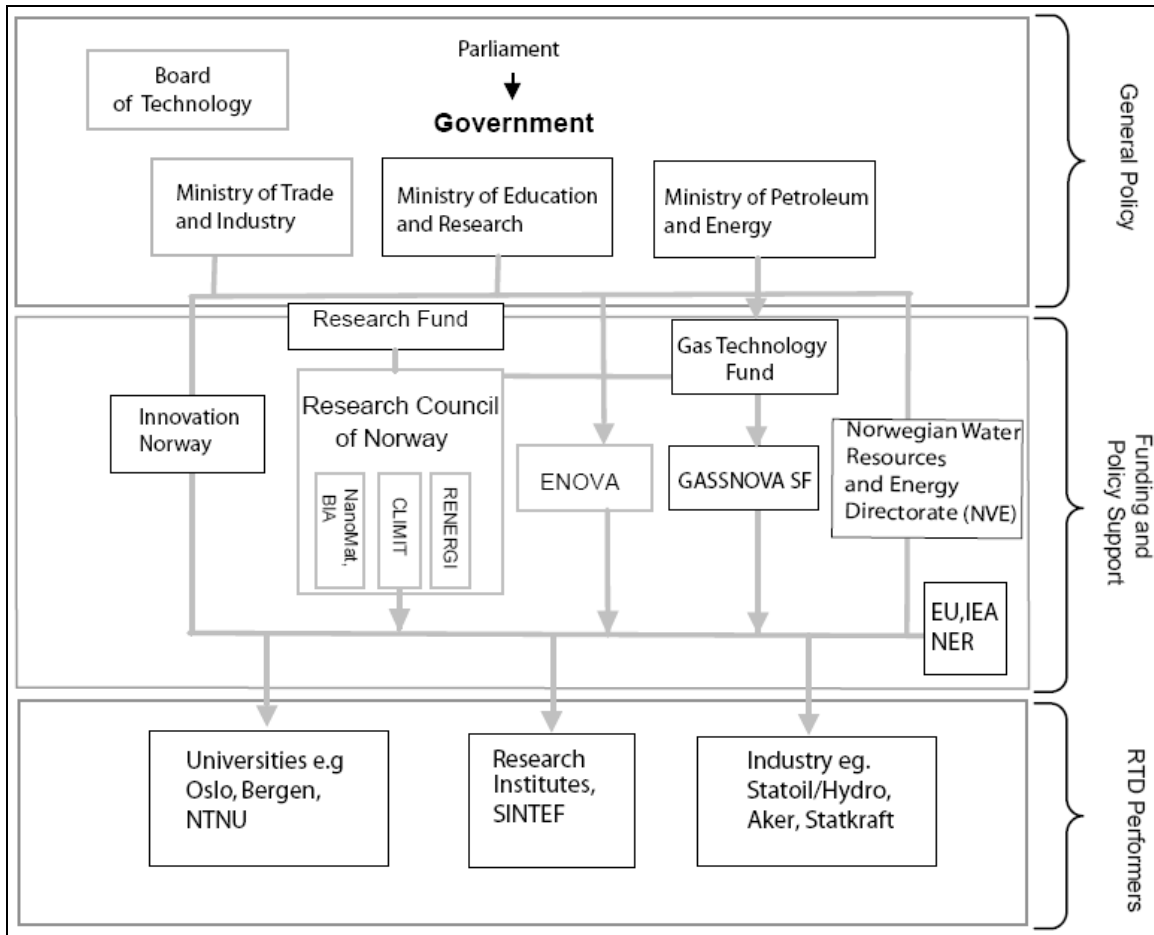 Parliament
Board
of Technology
Government
General Policy
Ministry of Trade
and Industry
Ministry of Education
and Research
Ministry of Petroleum
and Energy
Research Fund
Gas Technology
Fund
Innovation
Norway
Research Council
of Norway
NanoMat,
BIA
CLIMIT
RENERGI
ENOVA
GASSNOVA SF
Norwegian Water
Resources
and Energy
Directorate (NVE)
EU,IEA
NER
Funding and
Policy Support
Universities e.g
Oslo, Bergen,
NTNU
Research
Institutes,
SINTEF
Industry eg.
Statoil/Hydro,
Aker, Statkraft
RTD Performers